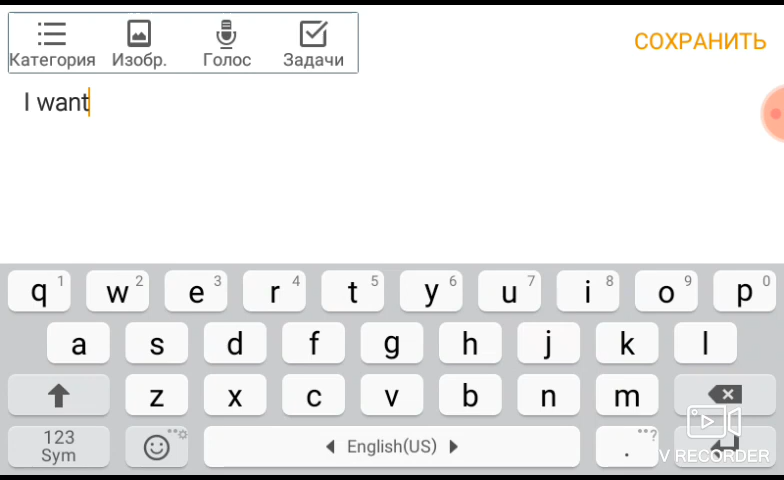 Категория Изобр. Голос Задачи
СОХРАНИТЬ
I want
q 1 w 2 e 3 r 4 t 5 y 6 u 7 i 8 o 9 p 0
a s d f g h j k l
z x c v b n m
123
Sym
English(US)
. ?
V RECORDER